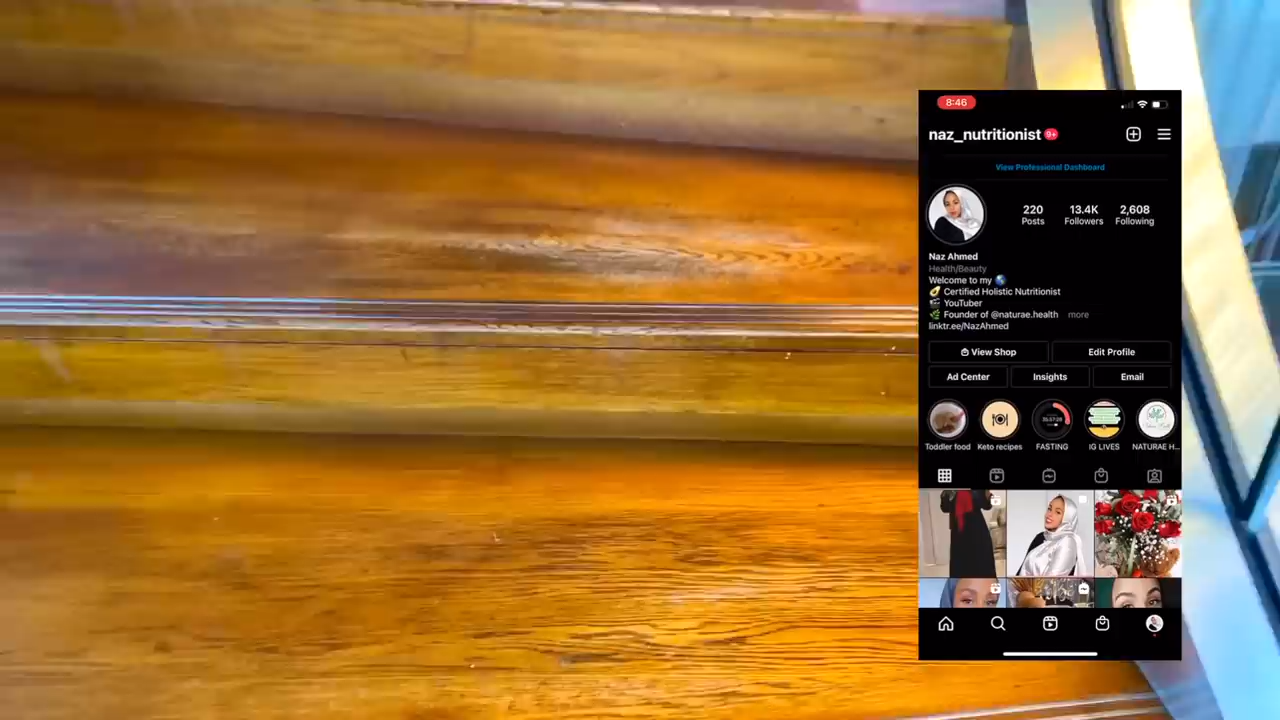 8:46
naz_nutritionist 9+
View Professional Dashboard
220 13.4K 2,608
Posts Followers Following
Naz Ahmed
Health/Beauty
Welcome to my
Certified Holistic Nutritionist
YouTuber
Founder of @naturae.health more
linktr.ee/NazAhmed
View Shop Edit Profile
Ad Center Insights Email
Toddler food Keto recipes FASTING IG LIVES NATURAE H...